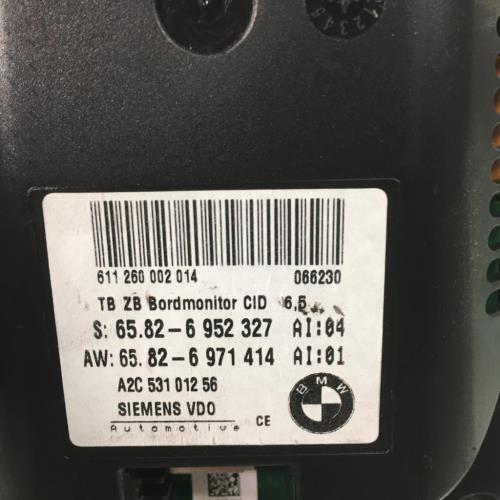 611 260 002 014 066230
TB ZB Bordmonitor CID 6,5
S: 65.82-6 952 327 AI:04
AW: 65.82-6 971 414 AI:01
A2C 531 012 56
SIEMENS VDO
Automotive CE
BMW